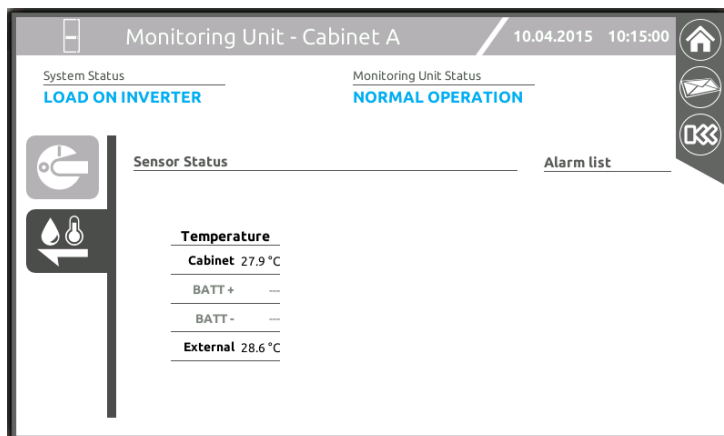 Monitoring Unit - Cabinet A
10.04.2015 10:15:00
System Status
LOAD ON INVERTER
Monitoring Unit Status
NORMAL OPERATION
Sensor Status
Alarm list
Temperature
Cabinet 27.9 °C
BATT + ---
BATT - ---
External 28.6 °C